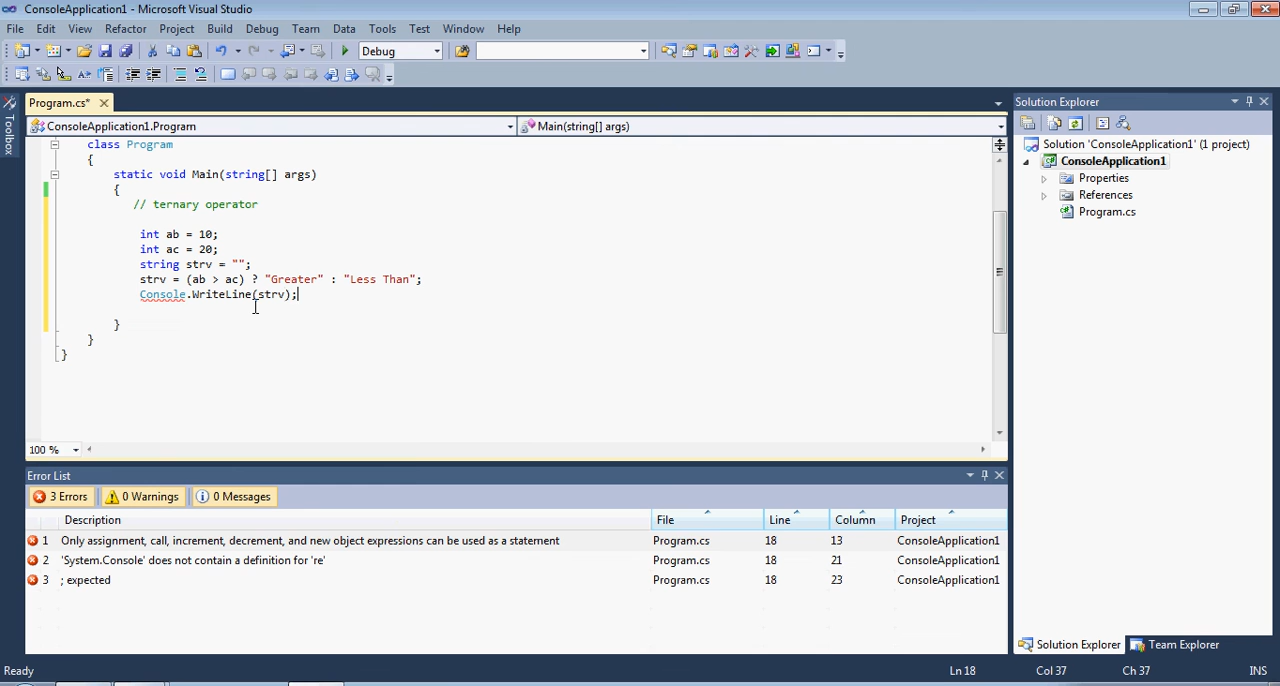 ConsoleApplication1 - Microsoft Visual Studio
File Edit View Refactor Project Build Debug Team Data Tools Test Window Help
Debug
Program.cs* Solution Explorer
Toolbox
ConsoleApplication1.Program Main(string[] args)
class Program
{
static void Main(string[] args)
{
// ternary operator
int ab = 10;
int ac = 20;
string strv = "";
strv = (ab > ac) ? "Greater" : "Less Than";
Console.WriteLine(strv);
}
}
}
Solution 'ConsoleApplication1' (1 project)
ConsoleApplication1
Properties
References
Program.cs
100 %
Error List
3 Errors 0 Warnings 0 Messages
Description File Line Column Project
1 Only assignment, call, increment, decrement, and new object expressions can be used as a statement Program.cs 18 13 ConsoleApplication1
2 'System.Console' does not contain a definition for 're' Program.cs 18 21 ConsoleApplication1
3 ; expected Program.cs 18 23 ConsoleApplication1
Solution Explorer Team Explorer
Ready Ln 18 Col 37 Ch 37 INS